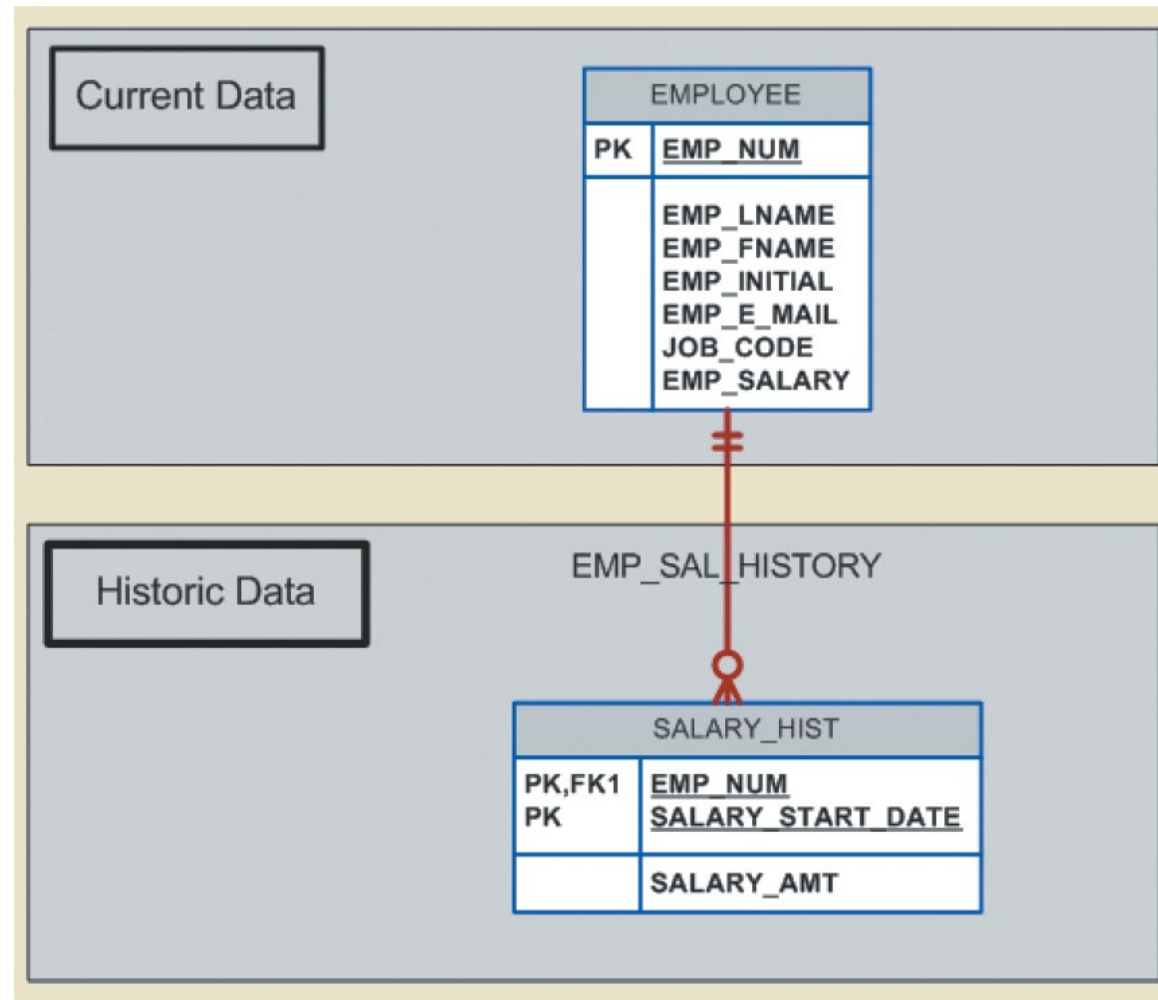 Current Data
EMPLOYEE
PK EMP_NUM
EMP_LNAME
EMP_FNAME
EMP_INITIAL
EMP_E_MAIL
JOB_CODE
EMP_SALARY
Historic Data
EMP_SAL_HISTORY
SALARY_HIST
PK,FK1 EMP_NUM
PK SALARY_START_DATE
SALARY_AMT